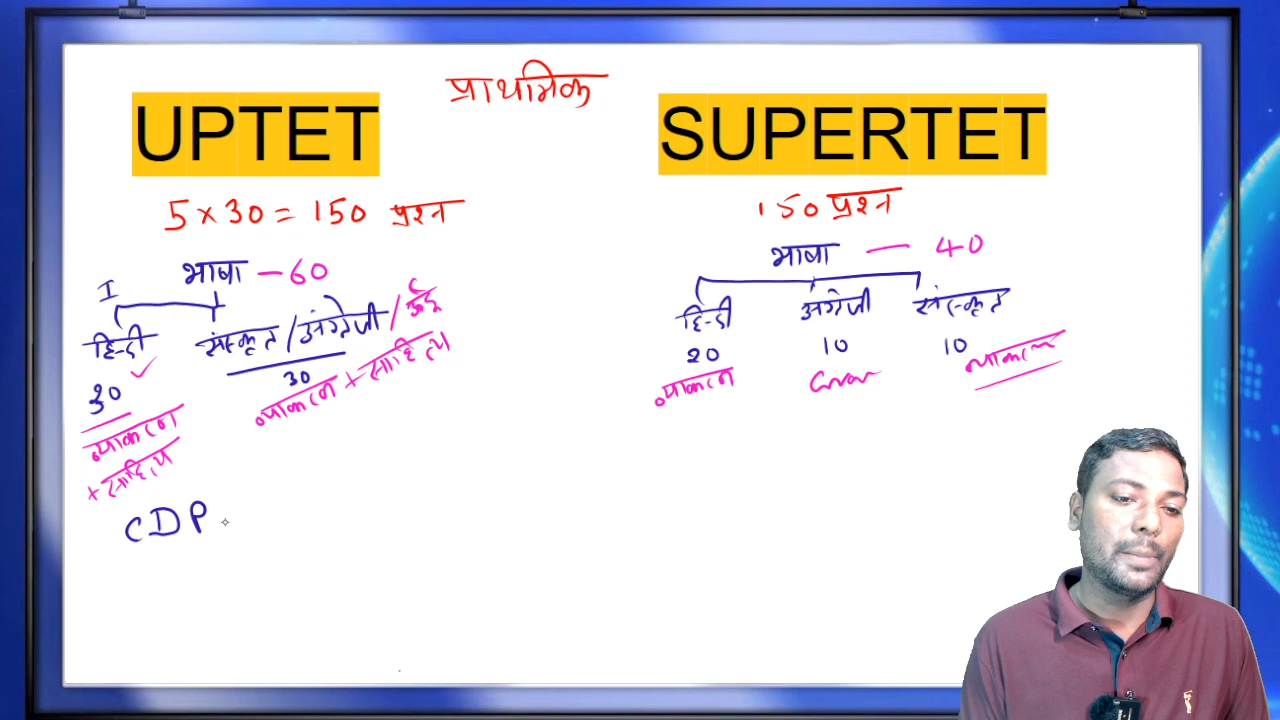 प्राथमिक
UPTET
SUPERTET
5 × 30 = 150 प्रश्न
150 प्रश्न
I भाषा – 60
भाषा — 40
हिन्दी संस्कृत / अंग्रेजी / उर्दू
हिन्दी अंग्रेजी संस्कृत
30 30
व्याकरण + साहित्य
20 10 10
व्याकरण व्याकरण
व्याकरण
+ साहित्य
CDP